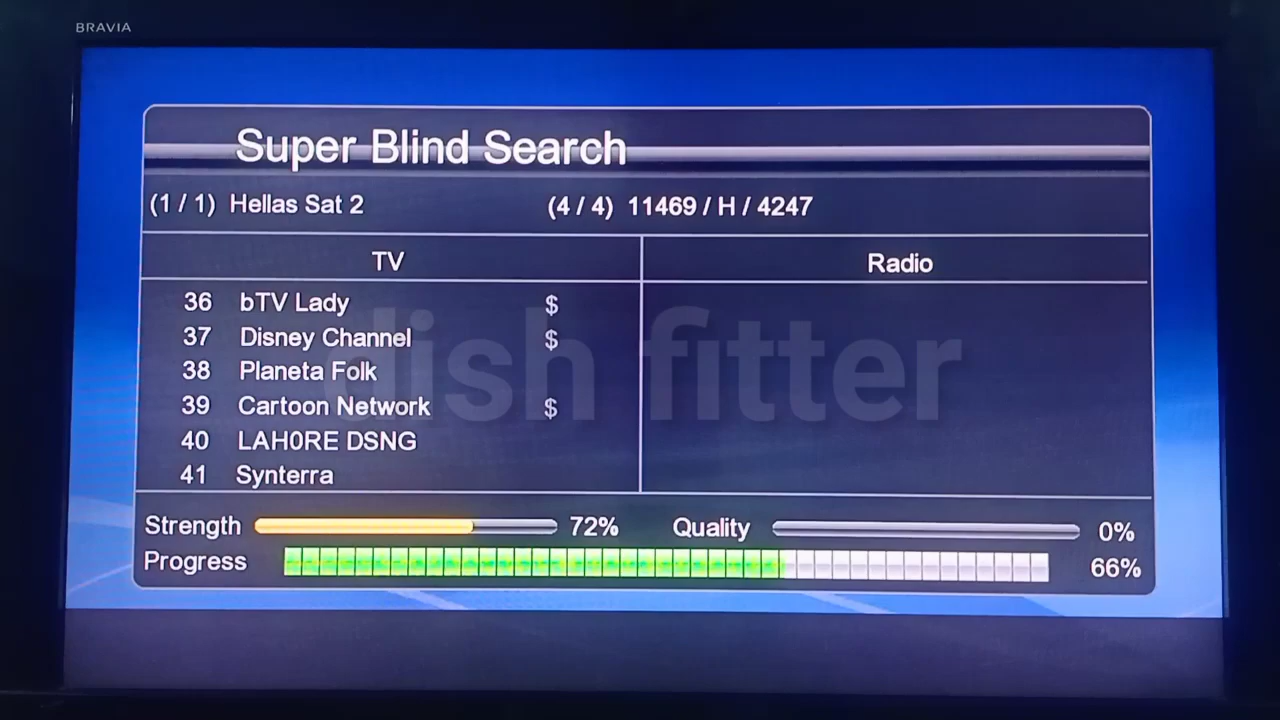 BRAVIA
Super Blind Search
(1 / 1) Hellas Sat 2 (4 / 4) 11469 / H / 4247
TV Radio
36 bTV Lady $
37 Disney Channel $
38 Planeta Folk
39 Cartoon Network $
40 LAH0RE DSNG
41 Synterra
dish fitter
Strength 72% Quality 0%
Progress 66%